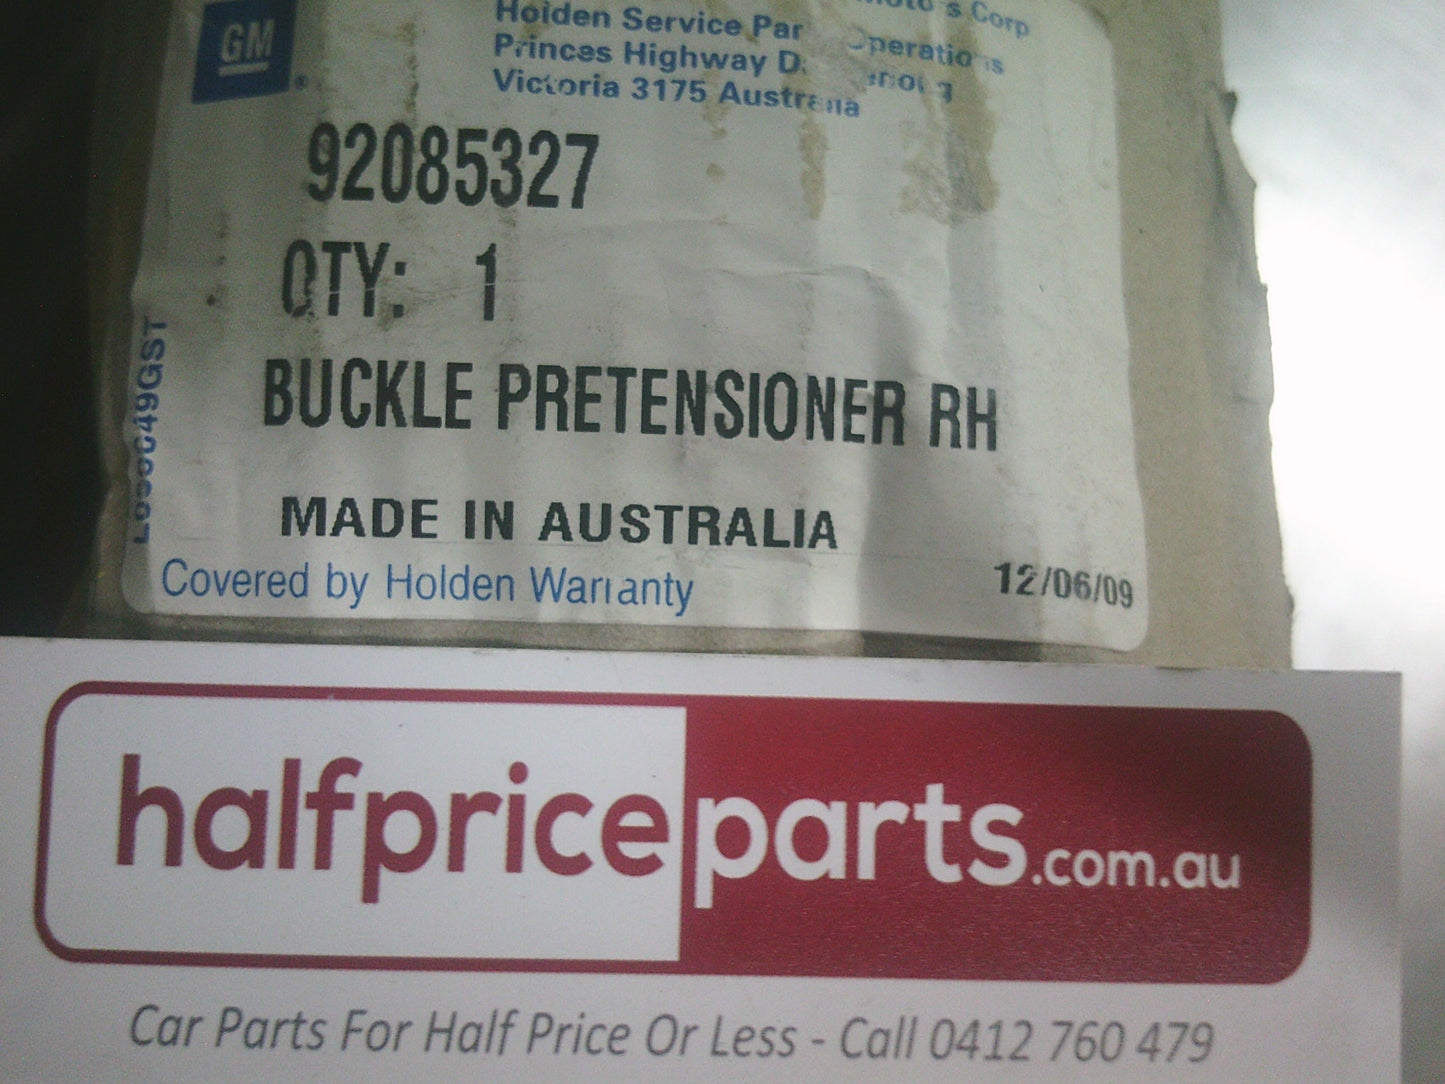 GM
Holden Service Par Operations
Princes Highway D
Victoria 3175 Australia
92085327
QTY: 1
BUCKLE PRETENSIONER RH
MADE IN AUSTRALIA
Covered by Holden Warranty
12/06/09
halfpriceparts.com.au
Car Parts For Half Price Or Less - Call 0412 760 479